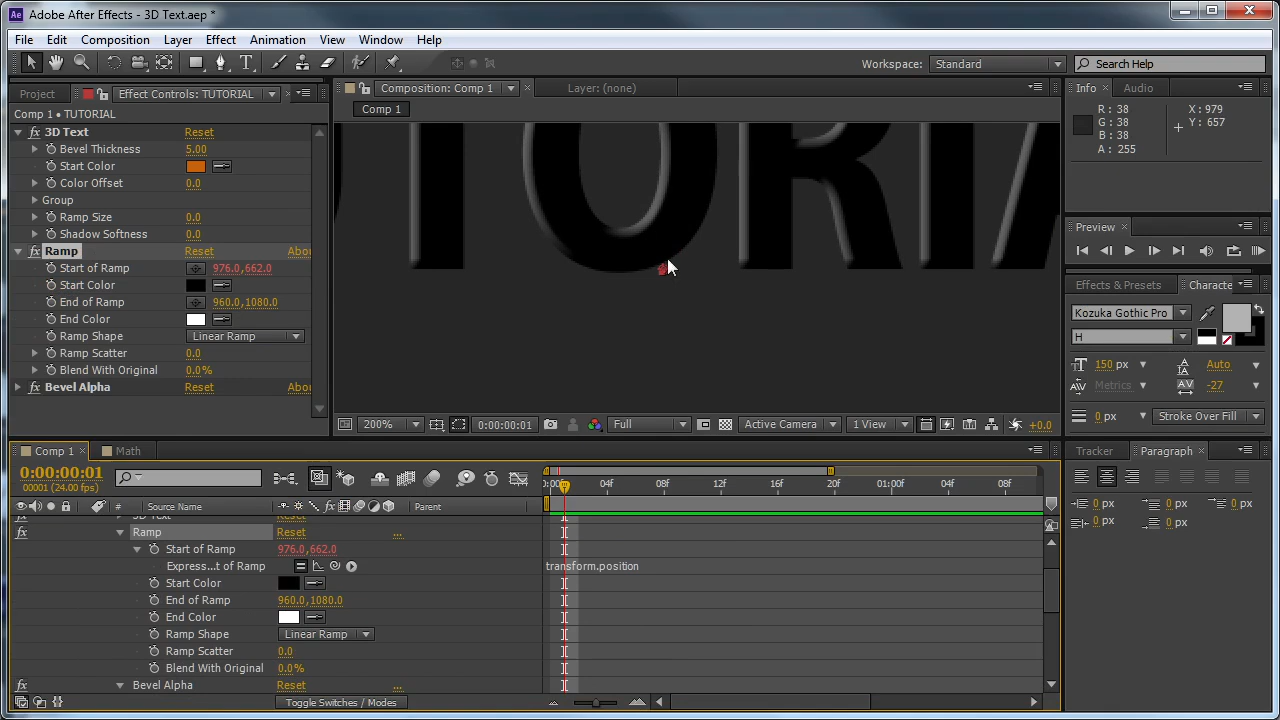 Adobe After Effects - 3D Text.aep *
File Edit Composition Layer Effect Animation View Window Help
Workspace: Standard Search Help
Project Effect Controls: TUTORIAL Composition: Comp 1 Layer: (none) Info Audio
Comp 1 • TUTORIAL
Comp 1
R: 38 X: 979
G: 38 Y: 657
B: 38
A: 255
3D Text Reset
Bevel Thickness 5.00
Start Color
Color Offset 0.0
Group
Ramp Size 0.0
Shadow Softness 0.0
Ramp Reset Abou
Start of Ramp 976.0,662.0
Start Color
End of Ramp 960.0,1080.0
End Color
Ramp Shape Linear Ramp
Ramp Scatter 0.0
Blend With Original 0.0%
Bevel Alpha Reset Abou
UTORIA
200% 0:00:00:01 Full Active Camera 1 View +0.0
Preview
Effects & Presets Characte
Kozuka Gothic Pro
H
150 px Auto
Metrics -27
0 px Stroke Over Fill
Tracker Paragraph
0 px 0 px 0 px
0 px 0 px
Comp 1 Math
0:00:00:01
00001 (24.00 fps)
0:00f 04f 08f 12f 16f 20f 01:00f 04f 08f
# Source Name Parent
3D Text Reset
Ramp Reset ...
Start of Ramp 976.0,662.0
Express...t of Ramp transform.position
Start Color
End of Ramp 960.0,1080.0
End Color
Ramp Shape Linear Ramp
Ramp Scatter 0.0
Blend With Original 0.0%
Bevel Alpha Reset ...
Toggle Switches / Modes